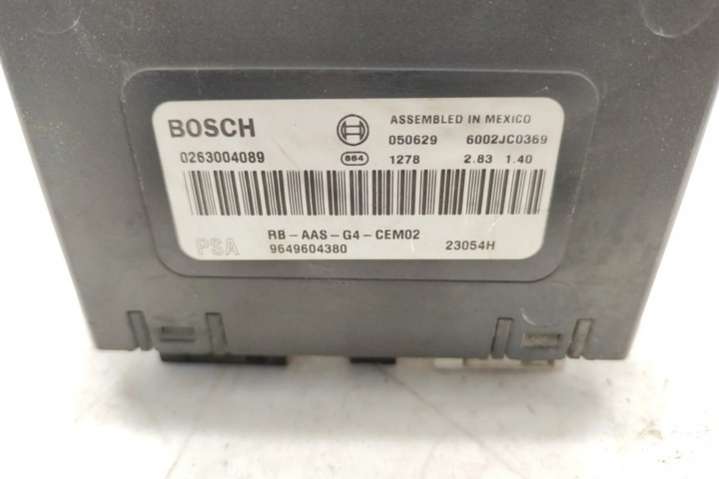 BOSCH ASSEMBLED IN MEXICO
050629 6002JC0369
0263004089 864 1278 2.83 1.40
RB-AAS-G4-CEM02
PSA 9649604380 23054H